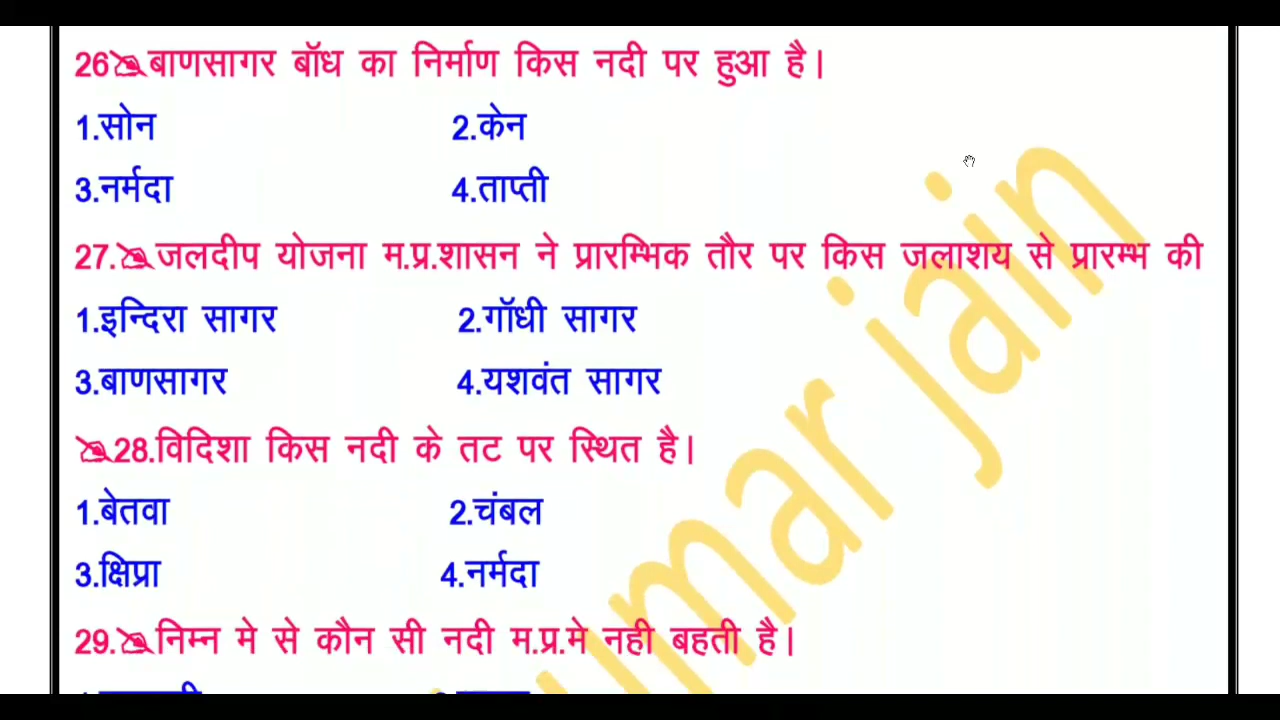 26.बाणसागर बॉध का निर्माण किस नदी पर हुआ है।
1.सोन 2.केन
3.नर्मदा 4.ताप्ती
27.जलदीप योजना म.प्र.शासन ने प्रारम्भिक तौर पर किस जलाशय से प्रारम्भ की
1.इन्दिरा सागर 2.गॉधी सागर
3.बाणसागर 4.यशवंत सागर
28.विदिशा किस नदी के तट पर स्थित है।
1.बेतवा 2.चंबल
3.क्षिप्रा 4.नर्मदा
29.निम्न मे से कौन सी नदी म.प्र.मे नही बहती है।
umar jain